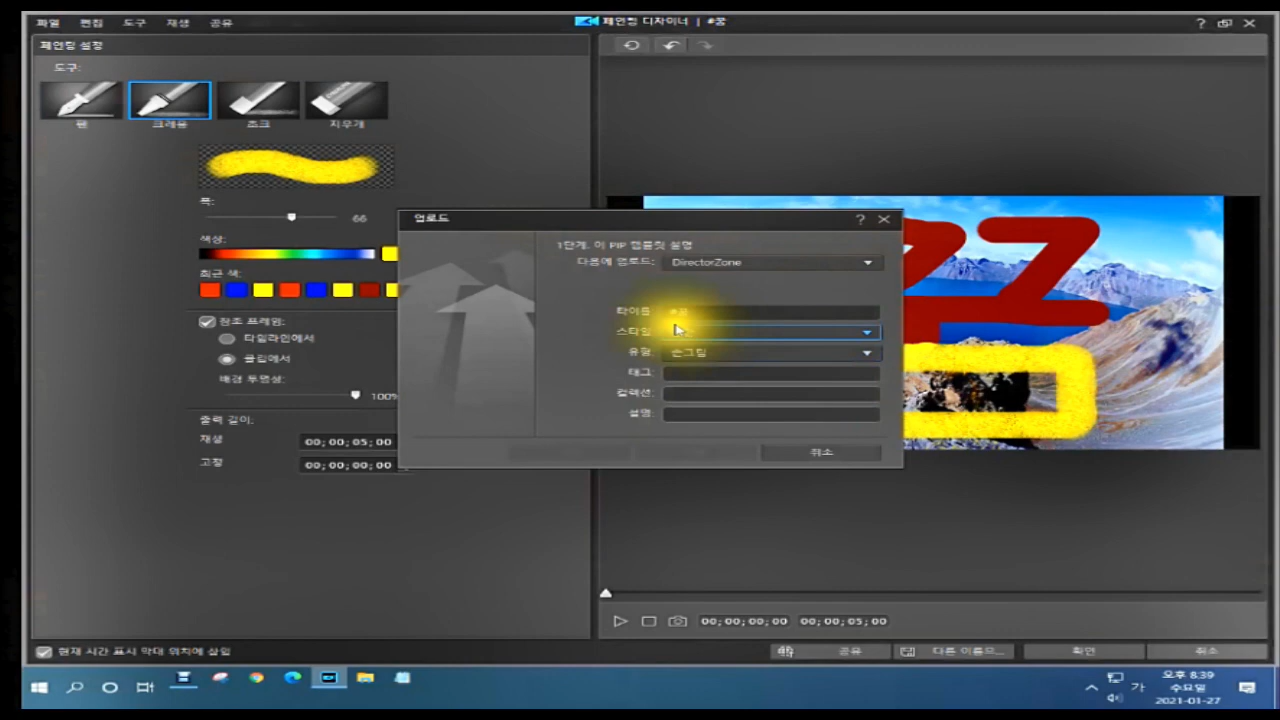 파일 편집 도구 재생 공유
페인팅 디자이너 | #꿈
페인팅 설정
도구:
펜 크레용 초크 지우개
폭:
66
색상:
최근 색:
참조 프레임:
타임라인에서
클립에서
배경 투명성:
100%
출력 길이:
재생 00;00;05;00
고정 00;00;00;00
업로드
1단계. 이 PIP 템플릿 설명
다음에 업로드: DirectorZone
타이틀 #꿈
스타일
유형: 손그림
태그:
컬렉션:
설명:
취소
꿈
00;00;00;00 00;00;05;00
현재 시간 표시 막대 위치에 삽입
공유 다른 이름으... 확인 취소
가
오후 8:39
수요일
2021-01-27